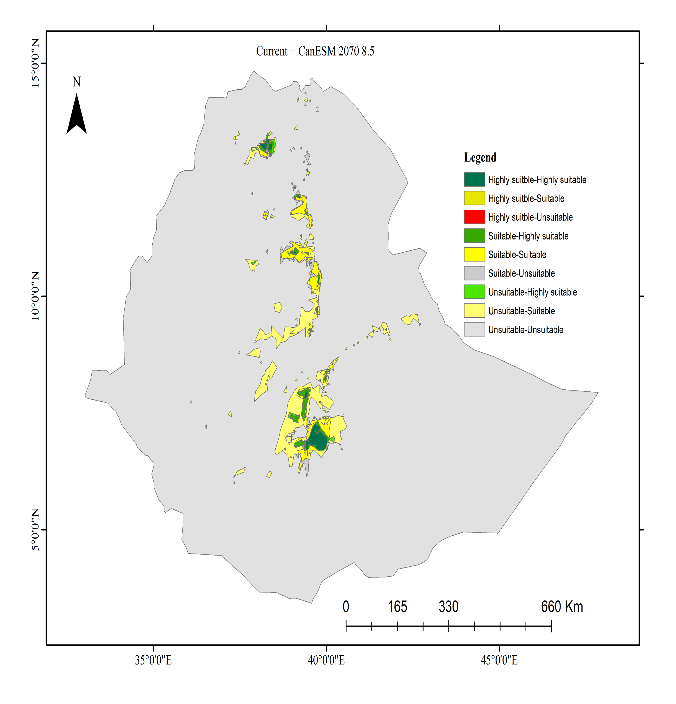 Current - CanESM 2070 8.5
15°0'0"N
N
Legend
Highly suitble-Highly suitable
Highly suitble-Suitable
Highly suitble-Unsuitable
Suitable-Highly suitable
Suitable-Suitable
Suitable-Unsuitable
Unsuitable-Highly suitable
Unsuitable-Suitable
Unsuitable-Unsuitable
10°0'0"N
5°0'0"N
0 165 330 660 Km
35°0'0"E 40°0'0"E 45°0'0"E